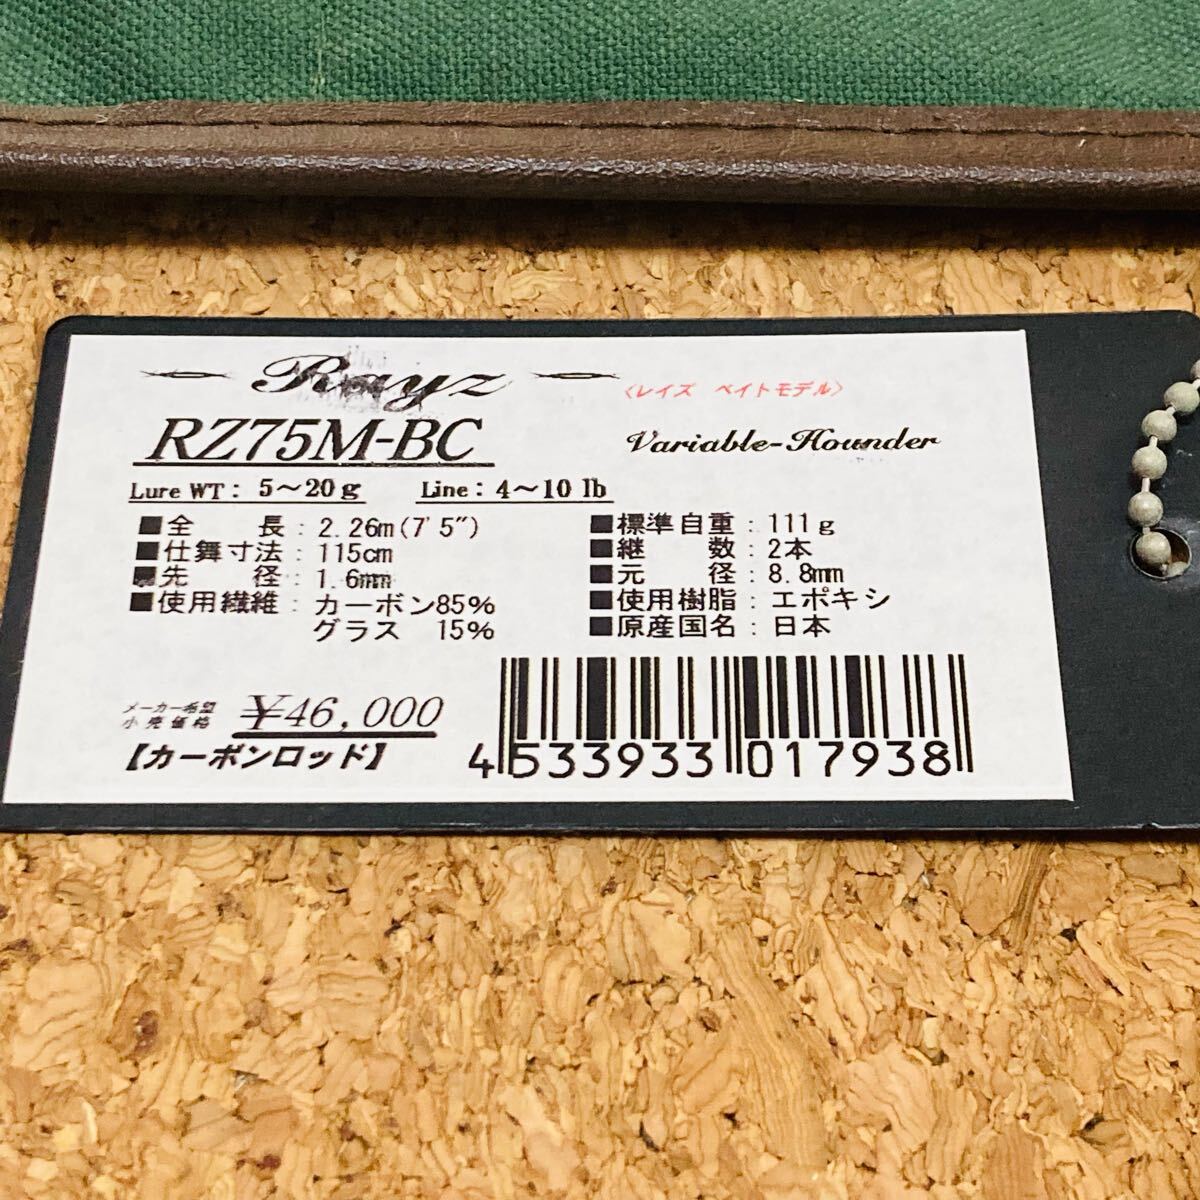 Rayz 〈レイズ ベイトモデル〉
RZ75M-BC Variable-Hounder
Lure WT: 5～20g Line: 4～10 lb
■全長: 2.26m(7'5") ■標準自重: 111g
■仕舞寸法: 115cm ■継数: 2本
■先径: 1.6mm ■元径: 8.8mm
■使用繊維: カーボン85% ■使用樹脂: エポキシ
グラス 15% ■原産国名: 日本
メーカー希望
小売価格 ¥46,000
【カーボンロッド】
4 533933 017938